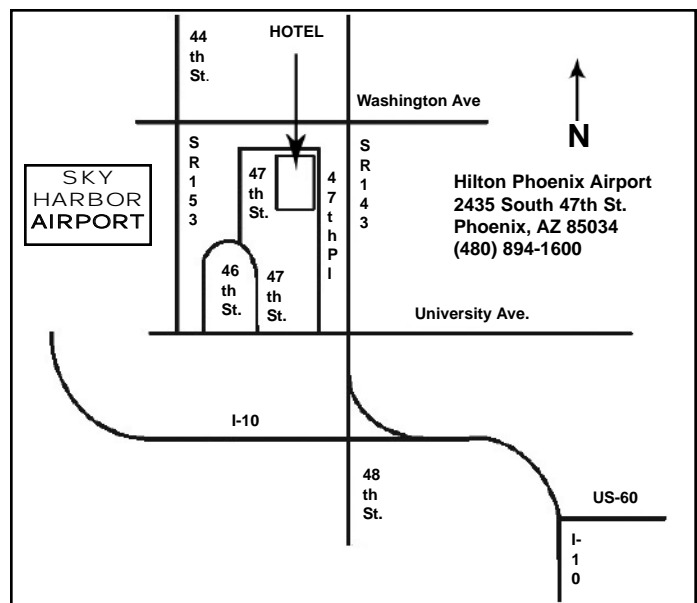 HOTEL
44
th
St.
Washington Ave
N
S
R
1
5
3
S
R
1
4
3
SKY
HARBOR
AIRPORT
47
th
St.
4
7
t
h
P
l
Hilton Phoenix Airport
2435 South 47th St.
Phoenix, AZ 85034
(480) 894-1600
46
th
St.
47
th
St.
University Ave.
I-10
48
th
St.
US-60
I-
1
0